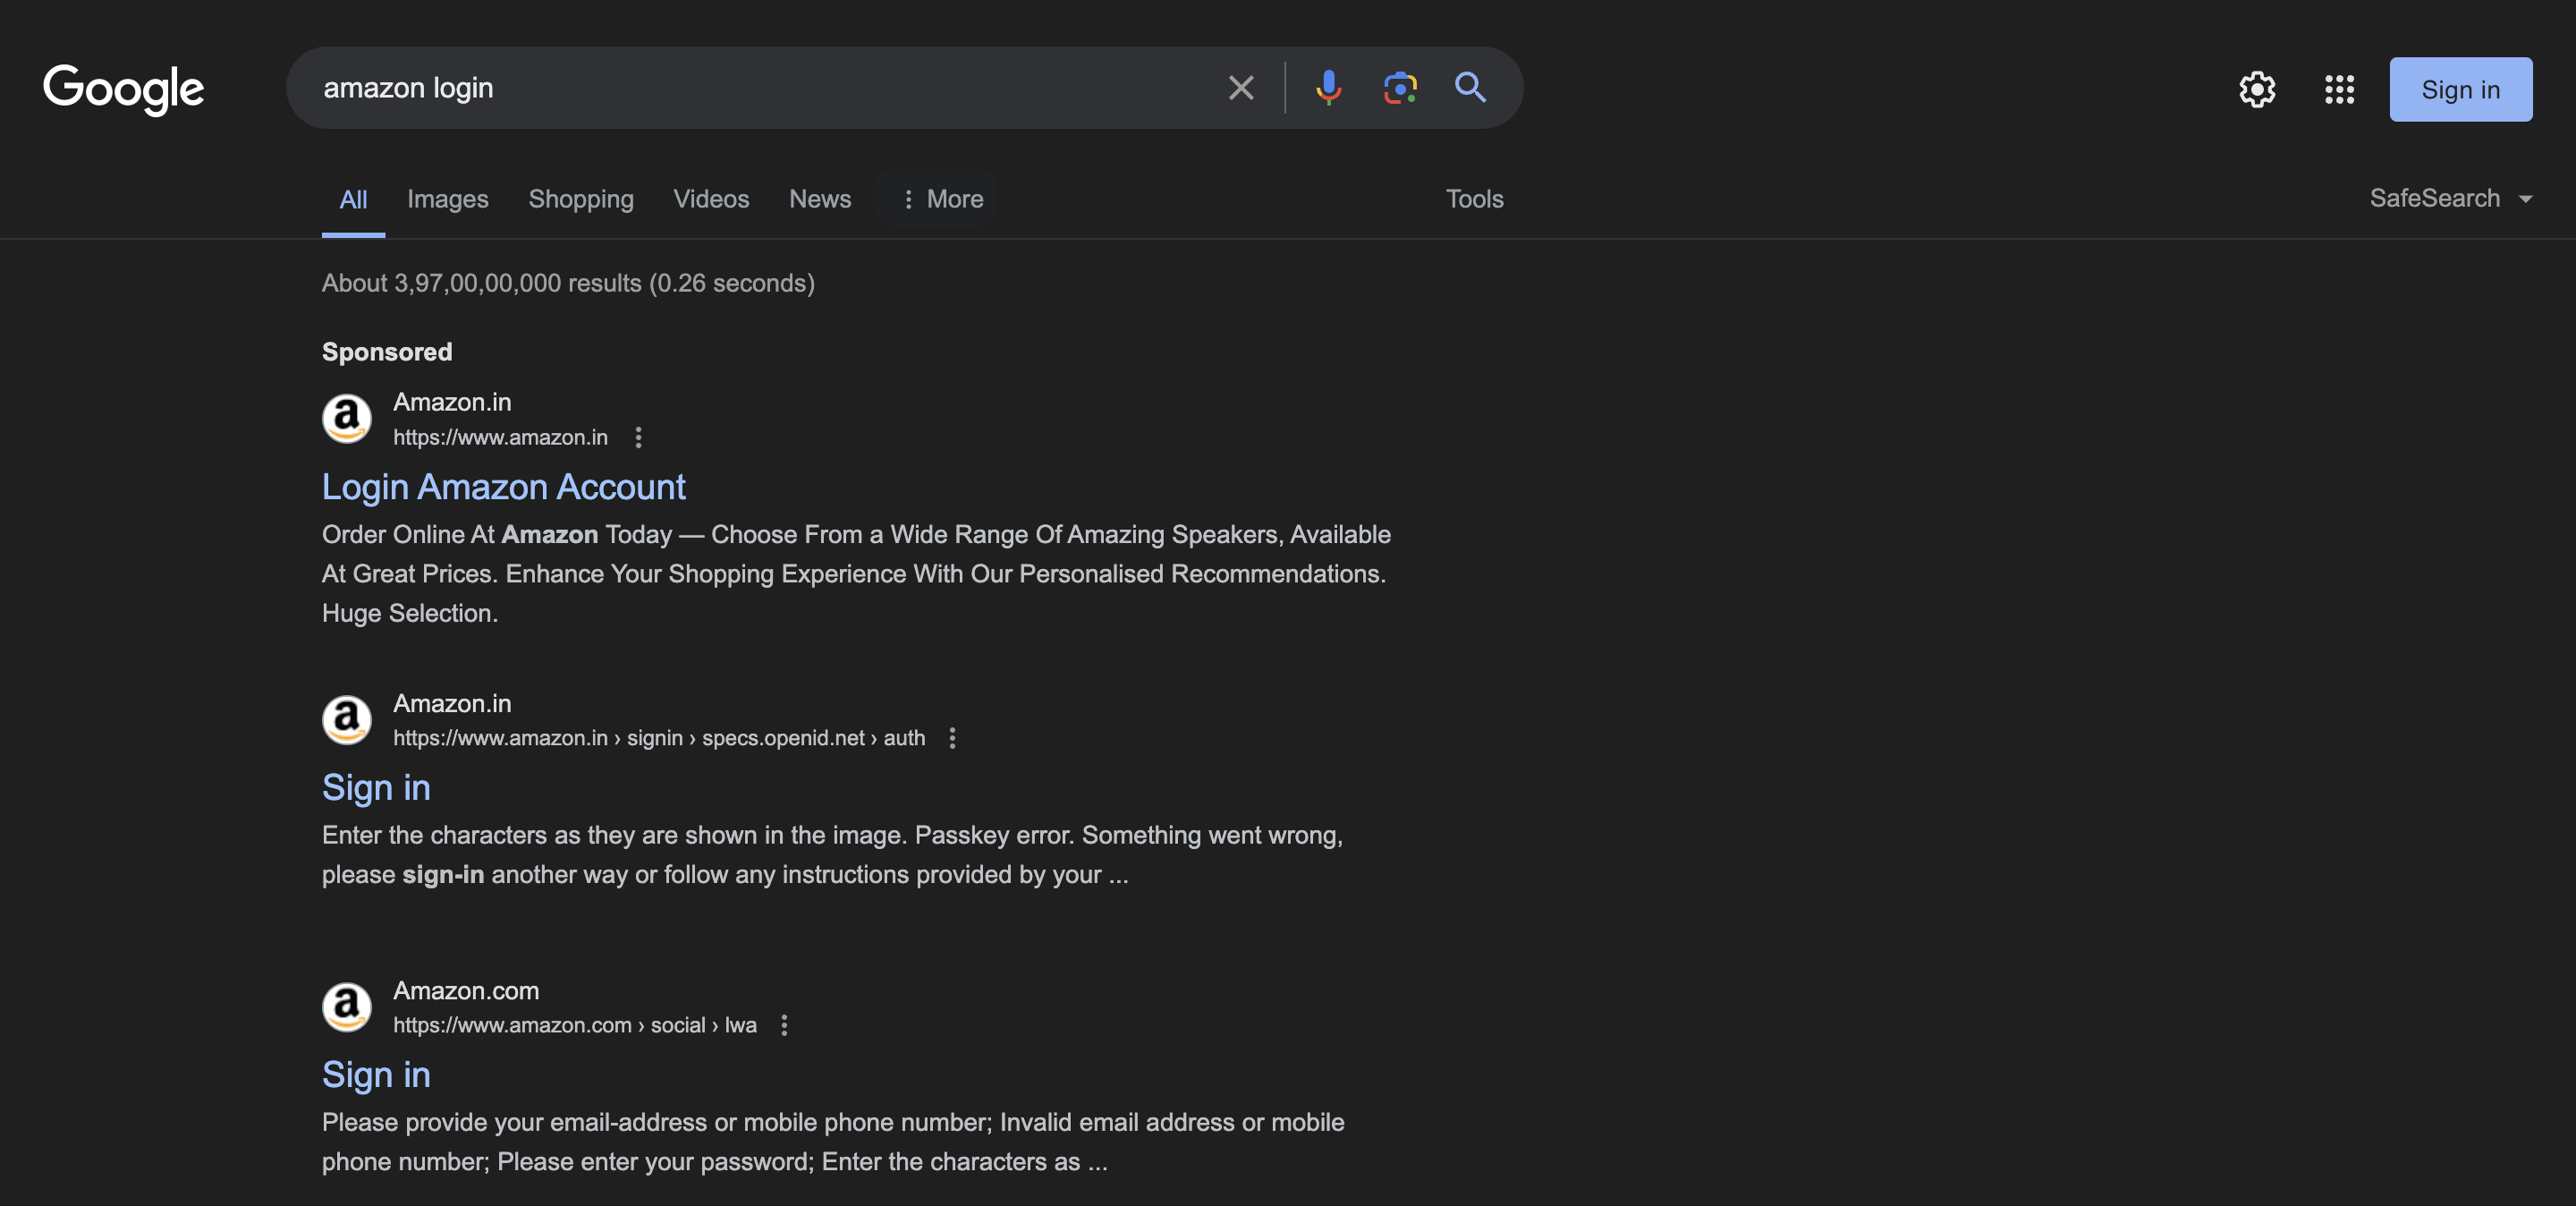 Google
amazon login
Sign in
All
Images
Shopping
Videos
News
More
Tools
SafeSearch
About 3,97,00,00,000 results (0.26 seconds)
Sponsored
a
Amazon.in
https://www.amazon.in
Login Amazon Account
Order Online At Amazon Today — Choose From a Wide Range Of Amazing Speakers, Available
At Great Prices. Enhance Your Shopping Experience With Our Personalised Recommendations.
Huge Selection.
a
Amazon.in
https://www.amazon.in › signin › specs.openid.net › auth
Sign in
Enter the characters as they are shown in the image. Passkey error. Something went wrong,
please sign-in another way or follow any instructions provided by your ...
a
Amazon.com
https://www.amazon.com › social › lwa
Sign in
Please provide your email-address or mobile phone number; Invalid email address or mobile
phone number; Please enter your password; Enter the characters as ...